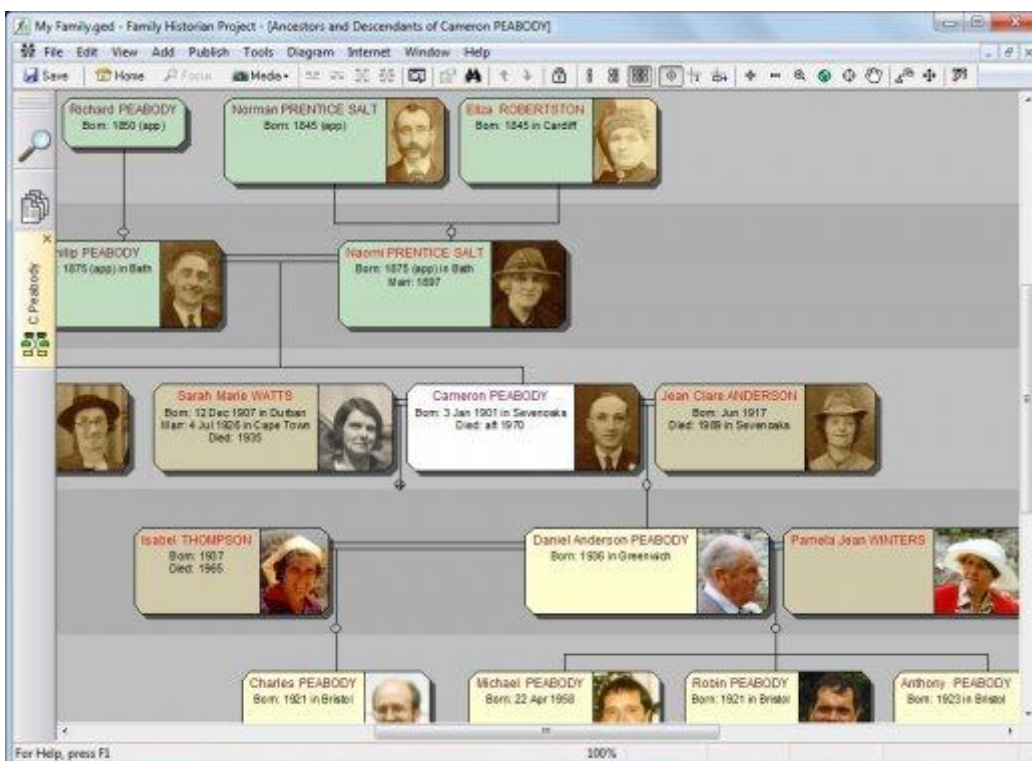 My Family.ged - Family Historian Project - [Ancestors and Descendants of Cameron PEABODY]
File Edit View Add Publish Tools Diagram Internet Window Help
Save Home Focus Media
Richard PEABODY
Born: 1850 (app)
Norman PRENTICE SALT
Born: 1845 (app)
Eliza ROBERTSTON
Born: 1845 in Cardiff
C.Peabody
ilip PEABODY
: 1875 (app) in Bath
Naomi PRENTICE SALT
Born: 1875 (app) in Bath
Marr: 1897
Sarah Marie WATTS
Born: 12 Dec 1907 in Durban
Marr: 4 Jul 1926 in Cape Town
Died: 1935
Cameron PEABODY
Born: 3 Jan 1901 in Sevenoaks
Died: aft 1970
Jean Clare ANDERSON
Born: Jun 1917
Died: 1989 in Sevenoaks
Isabel THOMPSON
Born: 1937
Died: 1965
Daniel Anderson PEABODY
Born: 1936 in Greenwich
Pamela Jean WINTERS
Charles PEABODY
Born: 1921 in Bristol
Michael PEABODY
Born: 22 Apr 1958
Robin PEABODY
Born: 1921 in Bristol
Anthony PEABODY
Born: 1923 in Bristol
For Help, press F1
100%